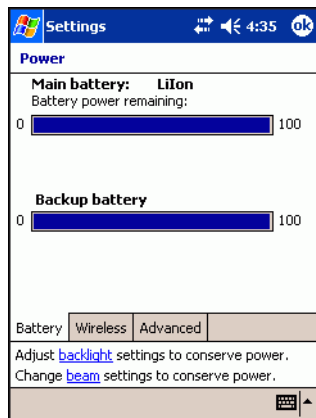 Settings 4:35 ok
Power
Main battery: LiIon
Battery power remaining:
0 100
Backup battery
0 100
Battery Wireless Advanced
Adjust backlight settings to conserve power.
Change beam settings to conserve power.